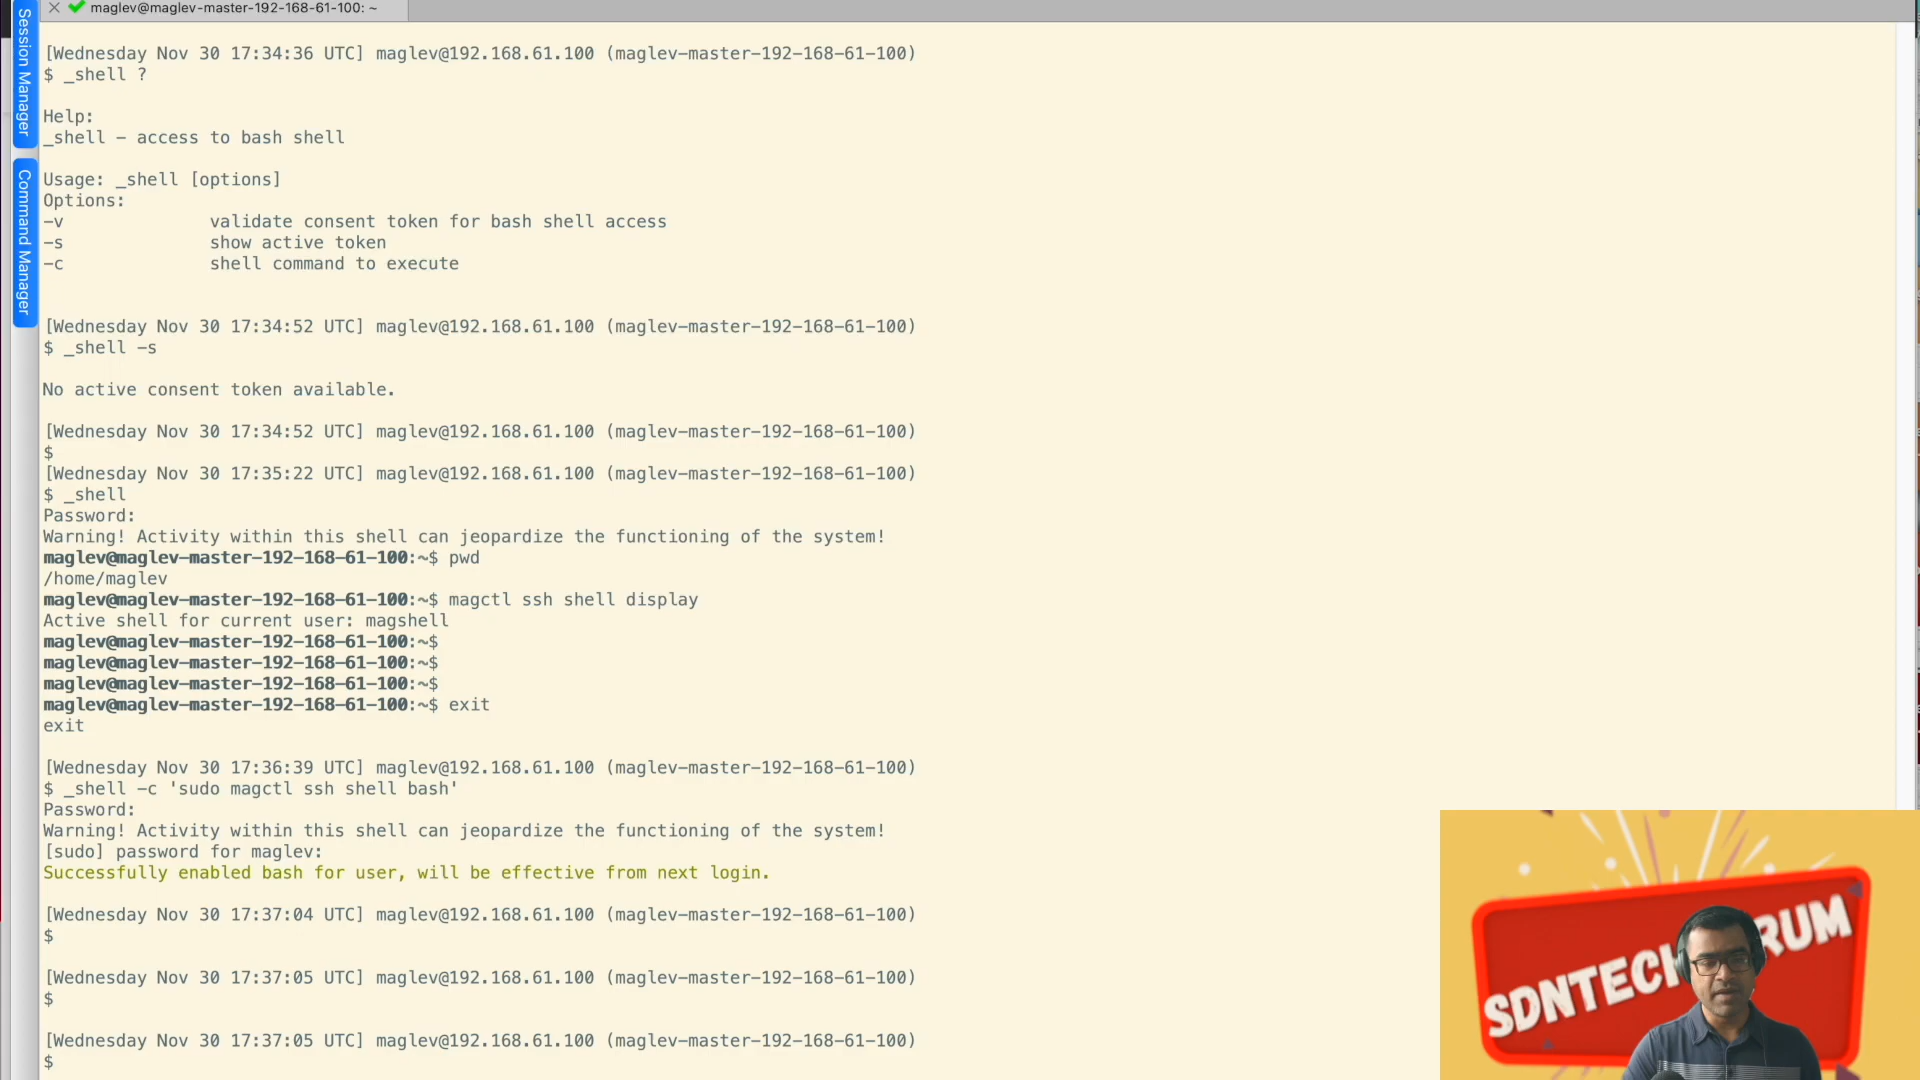 maglev@maglev-master-192-168-61-100: ~
Session Manager
Command Manager
[Wednesday Nov 30 17:34:36 UTC] maglev@192.168.61.100 (maglev-master-192-168-61-100)
$ _shell ?
Help:
_shell - access to bash shell
Usage: _shell [options]
Options:
-v validate consent token for bash shell access
-s show active token
-c shell command to execute
[Wednesday Nov 30 17:34:52 UTC] maglev@192.168.61.100 (maglev-master-192-168-61-100)
$ _shell -s
No active consent token available.
[Wednesday Nov 30 17:34:52 UTC] maglev@192.168.61.100 (maglev-master-192-168-61-100)
$
[Wednesday Nov 30 17:35:22 UTC] maglev@192.168.61.100 (maglev-master-192-168-61-100)
$ _shell
Password:
Warning! Activity within this shell can jeopardize the functioning of the system!
maglev@maglev-master-192-168-61-100:~$ pwd
/home/maglev
maglev@maglev-master-192-168-61-100:~$ magctl ssh shell display
Active shell for current user: magshell
maglev@maglev-master-192-168-61-100:~$
maglev@maglev-master-192-168-61-100:~$
maglev@maglev-master-192-168-61-100:~$
maglev@maglev-master-192-168-61-100:~$ exit
exit
[Wednesday Nov 30 17:36:39 UTC] maglev@192.168.61.100 (maglev-master-192-168-61-100)
$ _shell -c 'sudo magctl ssh shell bash'
Password:
Warning! Activity within this shell can jeopardize the functioning of the system!
[sudo] password for maglev:
Successfully enabled bash for user, will be effective from next login.
[Wednesday Nov 30 17:37:04 UTC] maglev@192.168.61.100 (maglev-master-192-168-61-100)
$
[Wednesday Nov 30 17:37:05 UTC] maglev@192.168.61.100 (maglev-master-192-168-61-100)
$
[Wednesday Nov 30 17:37:05 UTC] maglev@192.168.61.100 (maglev-master-192-168-61-100)
$